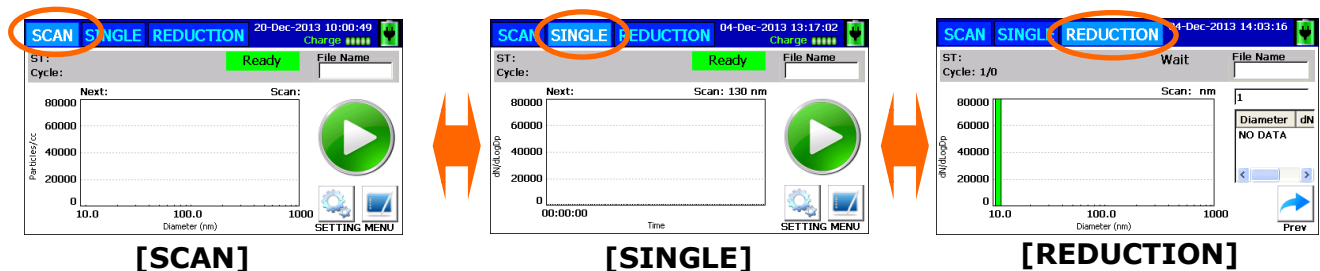 SCAN SINGLE REDUCTION 20-Dec-2013 10:00:49
Charge
ST: Ready File Name
Cycle:
Next: Scan:
80000
60000
40000
20000
0
Particles/cc
10.0 100.0 1000
Diameter (nm)
SETTING MENU
[SCAN]
SCAN SINGLE REDUCTION 04-Dec-2013 13:17:02
Charge
ST: Ready File Name
Cycle:
Next: Scan: 130 nm
80000
60000
40000
20000
0
dN/dLogDp
00:00:00
Time
SETTING MENU
[SINGLE]
SCAN SINGLE REDUCTION 04-Dec-2013 14:03:16
ST: Wait File Name
Cycle: 1/0
Scan: nm
1
Diameter dN
NO DATA
80000
60000
40000
20000
0
dN/dLogDp
10.0 100.0 1000
Diameter (nm)
Prev
[REDUCTION]